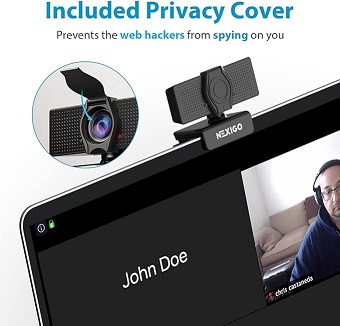 Included Privacy Cover
Prevents the web hackers from spying on you
NEXIGO
John Doe
chris castaneda